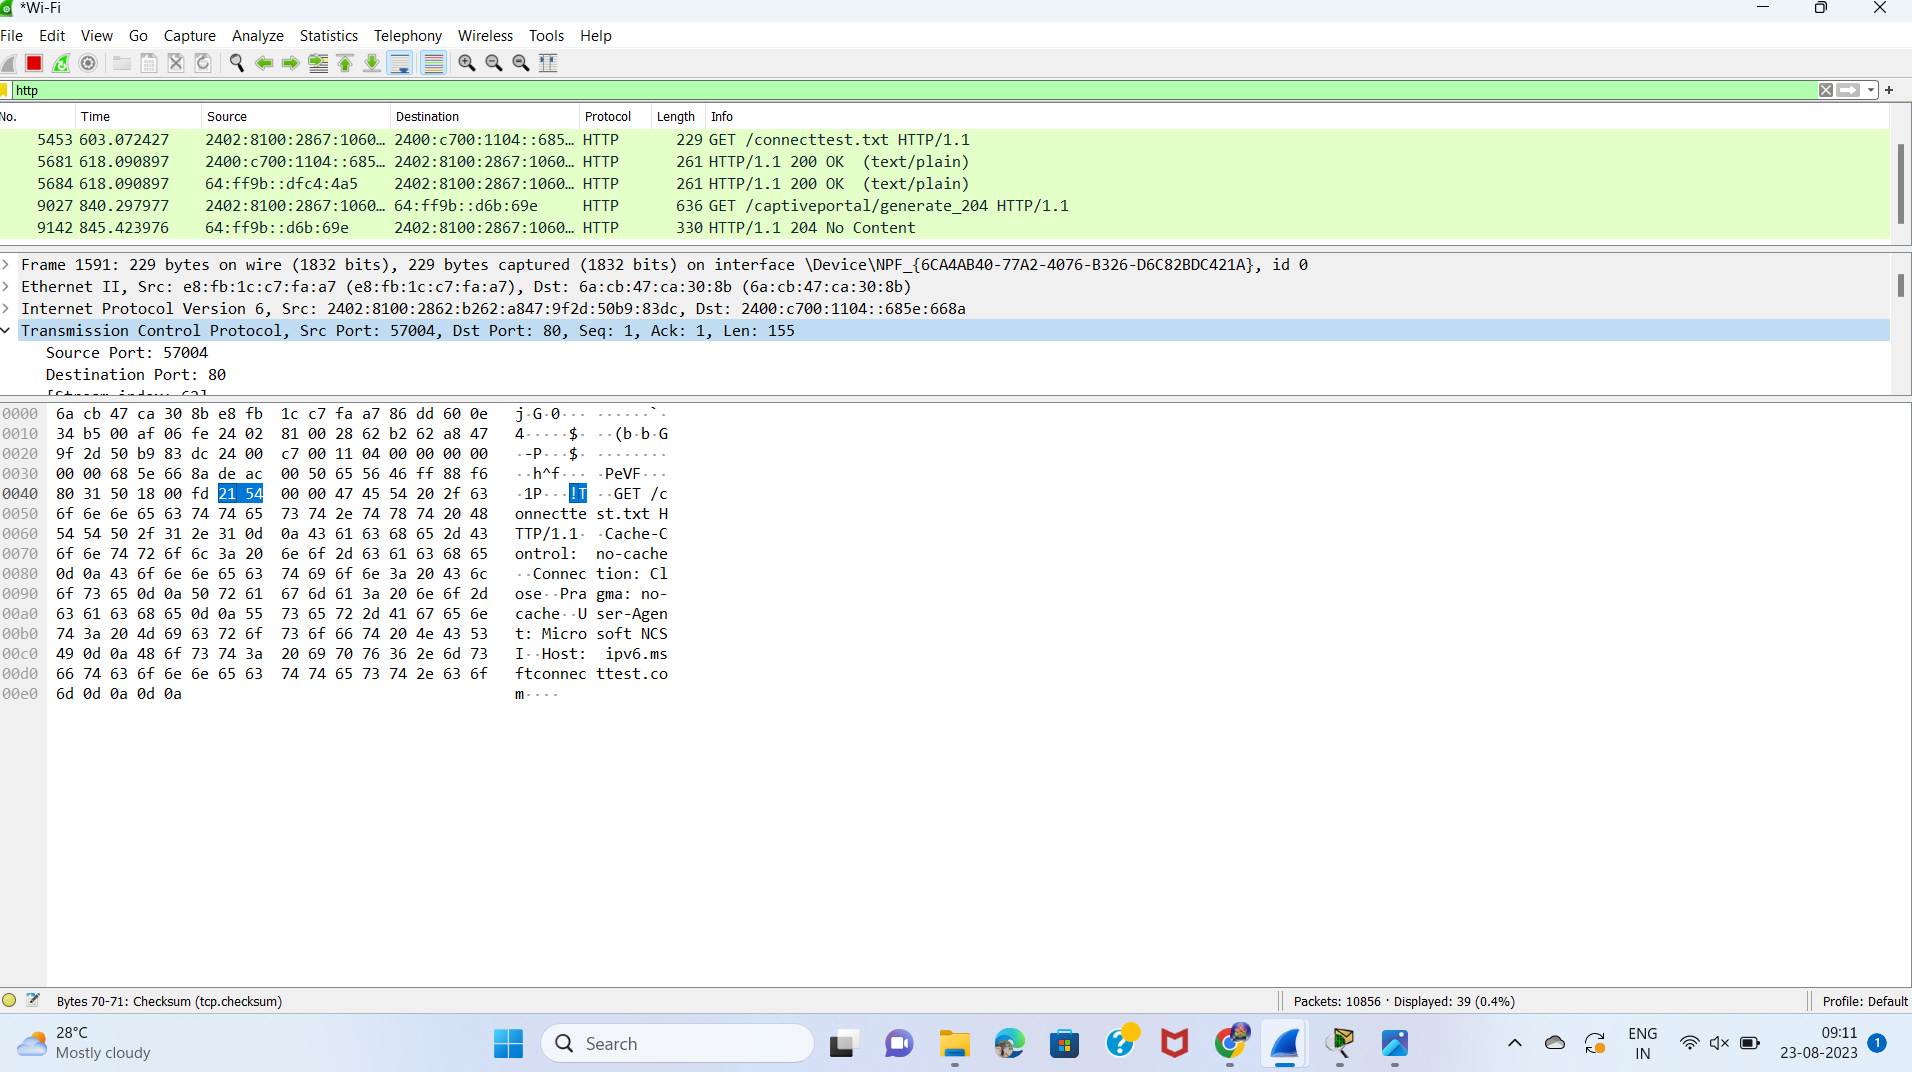 *Wi-Fi
File Edit View Go Capture Analyze Statistics Telephony Wireless Tools Help
http
No. Time Source Destination Protocol Length Info
5453 603.072427 2402:8100:2867:1060… 2400:c700:1104::685… HTTP 229 GET /connecttest.txt HTTP/1.1
5681 618.090897 2400:c700:1104::685… 2402:8100:2867:1060… HTTP 261 HTTP/1.1 200 OK (text/plain)
5684 618.090897 64:ff9b::dfc4:4a5 2402:8100:2867:1060… HTTP 261 HTTP/1.1 200 OK (text/plain)
9027 840.297977 2402:8100:2867:1060… 64:ff9b::d6b:69e HTTP 636 GET /captiveportal/generate_204 HTTP/1.1
9142 845.423976 64:ff9b::d6b:69e 2402:8100:2867:1060… HTTP 330 HTTP/1.1 204 No Content
Frame 1591: 229 bytes on wire (1832 bits), 229 bytes captured (1832 bits) on interface \Device\NPF_{6CA4AB40-77A2-4076-B326-D6C82BDC421A}, id 0
Ethernet II, Src: e8:fb:1c:c7:fa:a7 (e8:fb:1c:c7:fa:a7), Dst: 6a:cb:47:ca:30:8b (6a:cb:47:ca:30:8b)
Internet Protocol Version 6, Src: 2402:8100:2862:b262:a847:9f2d:50b9:83dc, Dst: 2400:c700:1104::685e:668a
Transmission Control Protocol, Src Port: 57004, Dst Port: 80, Seq: 1, Ack: 1, Len: 155
Source Port: 57004
Destination Port: 80
0000 6a cb 47 ca 30 8b e8 fb 1c c7 fa a7 86 dd 60 0e j·G·0··· ······`·
0010 34 b5 00 af 06 fe 24 02 81 00 28 62 b2 62 a8 47 4·····$· ··(b·b·G
0020 9f 2d 50 b9 83 dc 24 00 c7 00 11 04 00 00 00 00 ·-P···$· ········
0030 00 00 68 5e 66 8a de ac 00 50 65 56 46 ff 88 f6 ··h^f··· ·PeVF···
0040 80 31 50 18 00 fd 21 54 00 00 47 45 54 20 2f 63 ·1P···!T ··GET /c
0050 6f 6e 6e 65 63 74 74 65 73 74 2e 74 78 74 20 48 onnectte st.txt H
0060 54 54 50 2f 31 2e 31 0d 0a 43 61 63 68 65 2d 43 TTP/1.1· ·Cache-C
0070 6f 6e 74 72 6f 6c 3a 20 6e 6f 2d 63 61 63 68 65 ontrol:  no-cache
0080 0d 0a 43 6f 6e 6e 65 63 74 69 6f 6e 3a 20 43 6c ··Connec tion: Cl
0090 6f 73 65 0d 0a 50 72 61 67 6d 61 3a 20 6e 6f 2d ose··Pra gma: no-
00a0 63 61 63 68 65 0d 0a 55 73 65 72 2d 41 67 65 6e cache··U ser-Agen
00b0 74 3a 20 4d 69 63 72 6f 73 6f 66 74 20 4e 43 53 t: Micro soft NCS
00c0 49 0d 0a 48 6f 73 74 3a 20 69 70 76 36 2e 6d 73 I··Host:  ipv6.ms
00d0 66 74 63 6f 6e 6e 65 63 74 74 65 73 74 2e 63 6f ftconnec ttest.co
00e0 6d 0d 0a 0d 0a m····
Bytes 70-71: Checksum (tcp.checksum) Packets: 10856 · Displayed: 39 (0.4%) Profile: Default
28°C
Mostly cloudy
Search
ENG
IN
09:11
23-08-2023
1